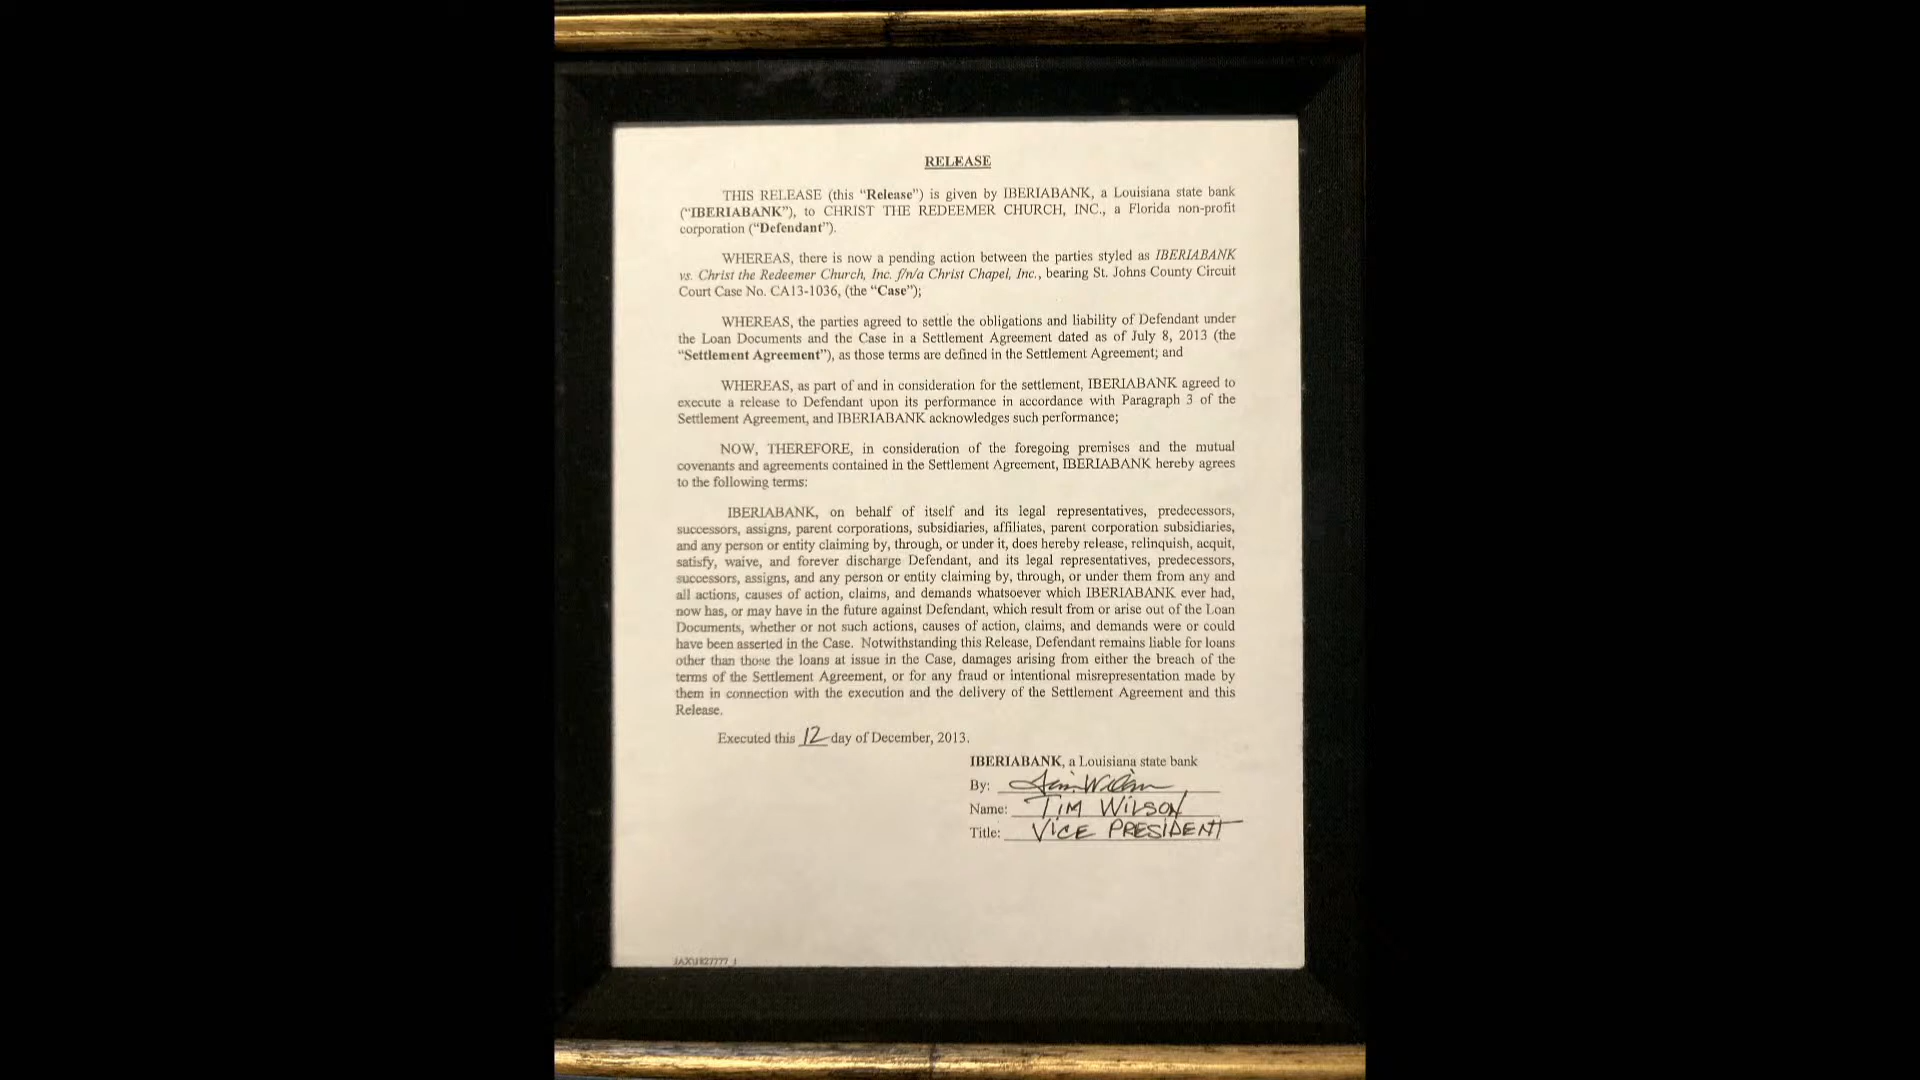 RELEASE
THIS RELEASE (this “Release”) is given by IBERIABANK, a Louisiana state bank
(“IBERIABANK”), to CHRIST THE REDEEMER CHURCH, INC., a Florida non-profit
corporation (“Defendant”).
WHEREAS, there is now a pending action between the parties styled as IBERIABANK
vs. Christ the Redeemer Church, Inc. f/n/a Christ Chapel, Inc., bearing St. Johns County Circuit
Court Case No. CA13-1036, (the “Case”);
WHEREAS, the parties agreed to settle the obligations and liability of Defendant under
the Loan Documents and the Case in a Settlement Agreement dated as of July 8, 2013 (the
“Settlement Agreement”), as those terms are defined in the Settlement Agreement; and
WHEREAS, as part of and in consideration for the settlement, IBERIABANK agreed to
execute a release to Defendant upon its performance in accordance with Paragraph 3 of the
Settlement Agreement, and IBERIABANK acknowledges such performance;
NOW, THEREFORE, in consideration of the foregoing premises and the mutual
covenants and agreements contained in the Settlement Agreement, IBERIABANK hereby agrees
to the following terms:
IBERIABANK, on behalf of itself and its legal representatives, predecessors,
successors, assigns, parent corporations, subsidiaries, affiliates, parent corporation subsidiaries,
and any person or entity claiming by, through, or under it, does hereby release, relinquish, acquit,
satisfy, waive, and forever discharge Defendant, and its legal representatives, predecessors,
successors, assigns, and any person or entity claiming by, through, or under them from any and
all actions, causes of action, claims, and demands whatsoever which IBERIABANK ever had,
now has, or may have in the future against Defendant, which result from or arise out of the Loan
Documents, whether or not such actions, causes of action, claims, and demands were or could
have been asserted in the Case. Notwithstanding this Release, Defendant remains liable for loans
other than those the loans at issue in the Case, damages arising from either the breach of the
terms of the Settlement Agreement, or for any fraud or intentional misrepresentation made by
them in connection with the execution and the delivery of the Settlement Agreement and this
Release.
Executed this 12 day of December, 2013.
IBERIABANK, a Louisiana state bank
By: Tim Wilson
Name: TIM WILSON
Title: VICE PRESIDENT